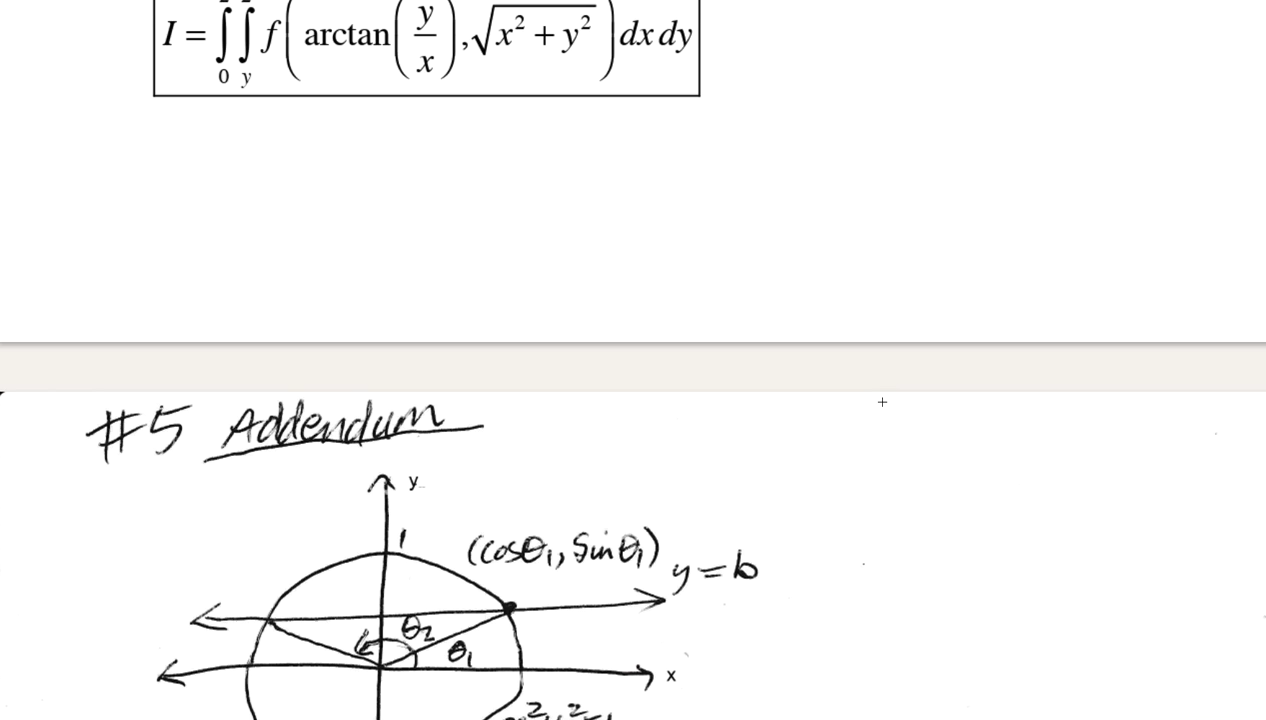 I = ∫₀ ∫y f( arctan( y/x ), √(x² + y²) ) dx dy
#5 Addendum
y
1
(cosθ₁, sinθ₁)
y = b
θ₂
θ₁
x